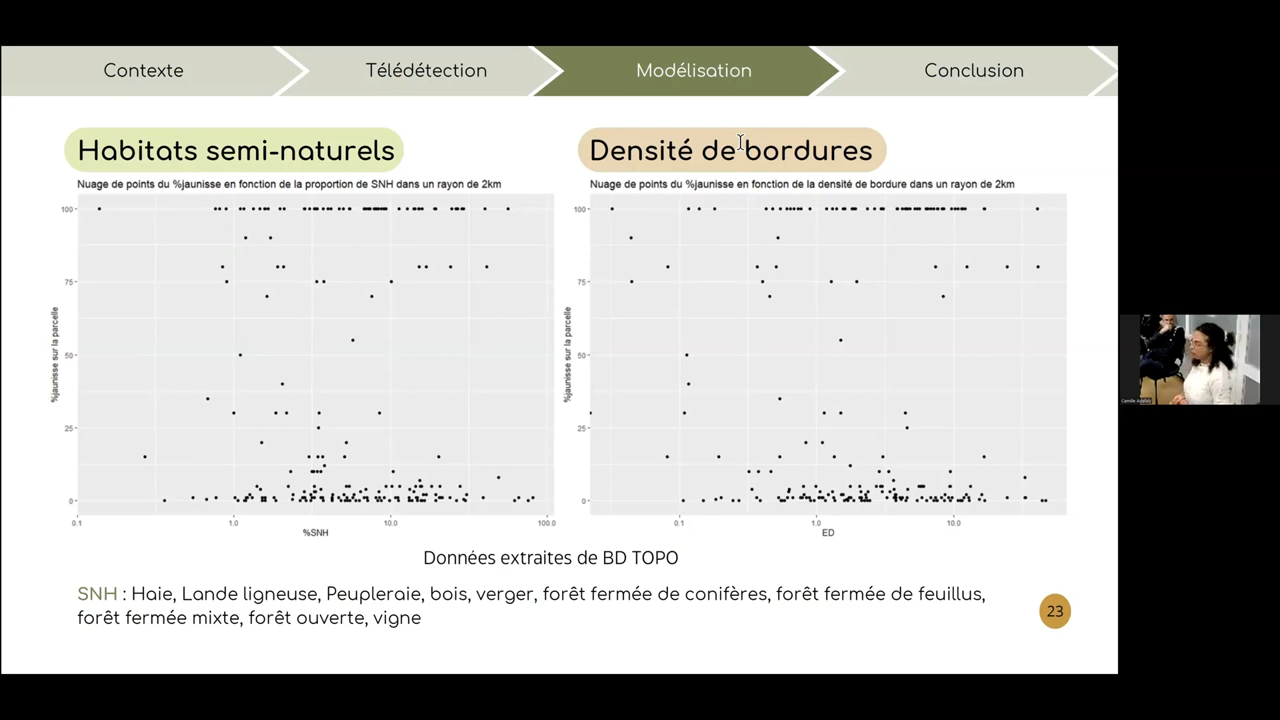 Contexte
Télédétection
Modélisation
Conclusion
Habitats semi-naturels
Nuage de points du %jaunisse en fonction de la proportion de SNH dans un rayon de 2km
%jaunisse sur la parcelle
100
75
50
25
0
0.1
1.0
10.0
100.0
%SNH
Densité de bordures
Nuage de points du %jaunisse en fonction de la densité de bordure dans un rayon de 2km
%jaunisse sur la parcelle
100
75
50
25
0
0.1
1.0
10.0
ED
Données extraites de BD TOPO
SNH : Haie, Lande ligneuse, Peupleraie, bois, verger, forêt fermée de conifères, forêt fermée de feuillus,
forêt fermée mixte, forêt ouverte, vigne
23
Camille